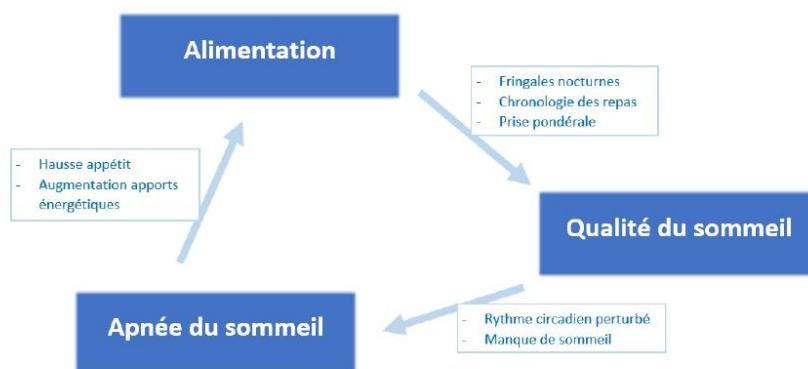 Alimentation
- Fringales nocturnes
- Chronologie des repas
- Prise pondérale
- Hausse appétit
- Augmentation apports
énergétiques
Qualité du sommeil
Apnée du sommeil
- Rythme circadien perturbé
- Manque de sommeil